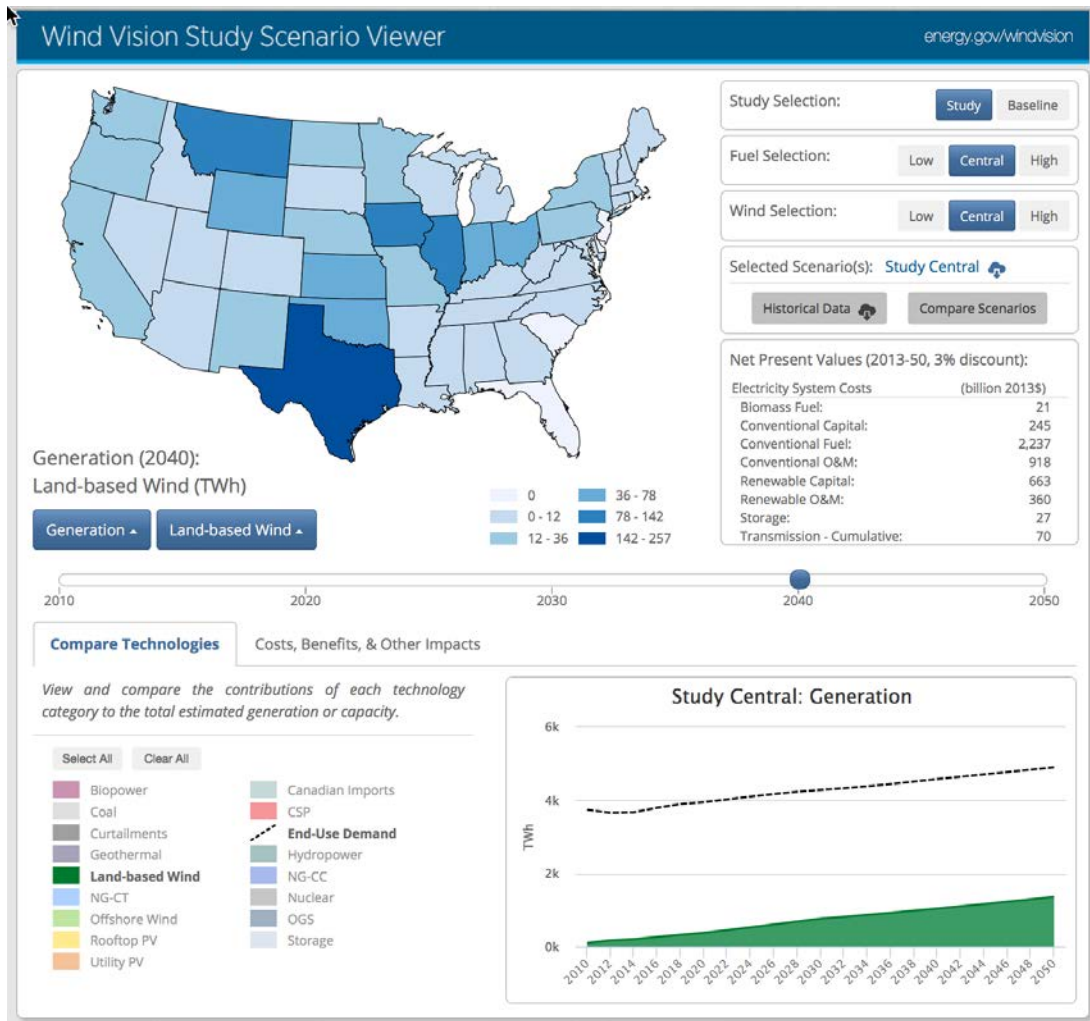 Wind Vision Study Scenario Viewer
energy.gov/windvision
Study Selection:
Study
Baseline
Fuel Selection:
Low
Central
High
Wind Selection:
Low
Central
High
Selected Scenario(s): Study Central
Historical Data
Compare Scenarios
Net Present Values (2013-50, 3% discount):
Electricity System Costs (billion 2013$)
Biomass Fuel: 21
Conventional Capital: 245
Conventional Fuel: 2,237
Conventional O&M: 918
Renewable Capital: 663
Renewable O&M: 360
Storage: 27
Transmission - Cumulative: 70
Generation (2040):
Land-based Wind (TWh)
Generation
Land-based Wind
0
0 - 12
12 - 36
36 - 78
78 - 142
142 - 257
2010 2020 2030 2040 2050
Compare Technologies
Costs, Benefits, & Other Impacts
View and compare the contributions of each technology
category to the total estimated generation or capacity.
Select All
Clear All
Biopower
Coal
Curtailments
Geothermal
Land-based Wind
NG-CT
Offshore Wind
Rooftop PV
Utility PV
Canadian Imports
CSP
End-Use Demand
Hydropower
NG-CC
Nuclear
OGS
Storage
Study Central: Generation
TWh
6k
4k
2k
0k
2010 2012 2014 2016 2018 2020 2022 2024 2026 2028 2030 2032 2034 2036 2038 2040 2042 2044 2046 2048 2050